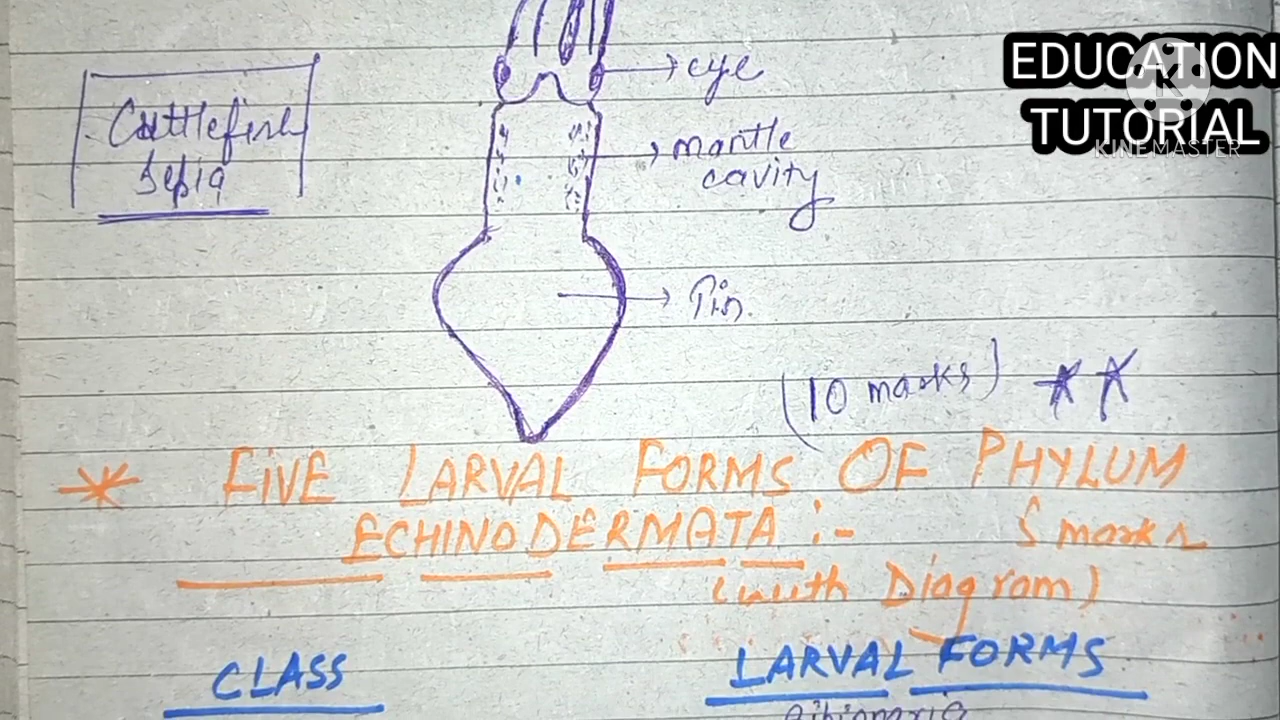 EDUCATION
TUTORIAL
KINEMASTER
Cuttlefish
Sepia
eye
mantle
cavity
Fin.
(10 marks)
FIVE LARVAL FORMS OF PHYLUM
ECHINODERMATA :-
5 marks
(with Diagram)
CLASS
LARVAL FORMS